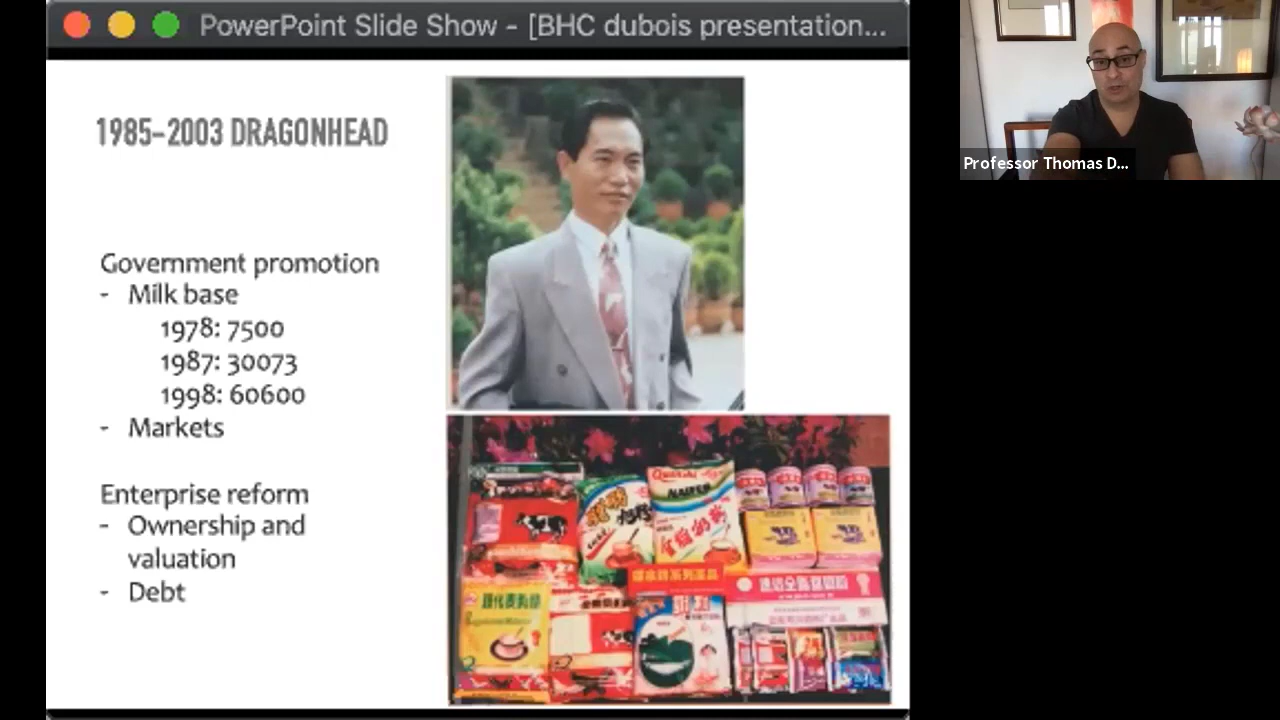 PowerPoint Slide Show - [BHC dubois presentation...
Professor Thomas D...
1985-2003 DRAGONHEAD
Government promotion
- Milk base
1978: 7500
1987: 30073
1998: 60600
- Markets
Enterprise reform
- Ownership and
valuation
- Debt
NAIFEN